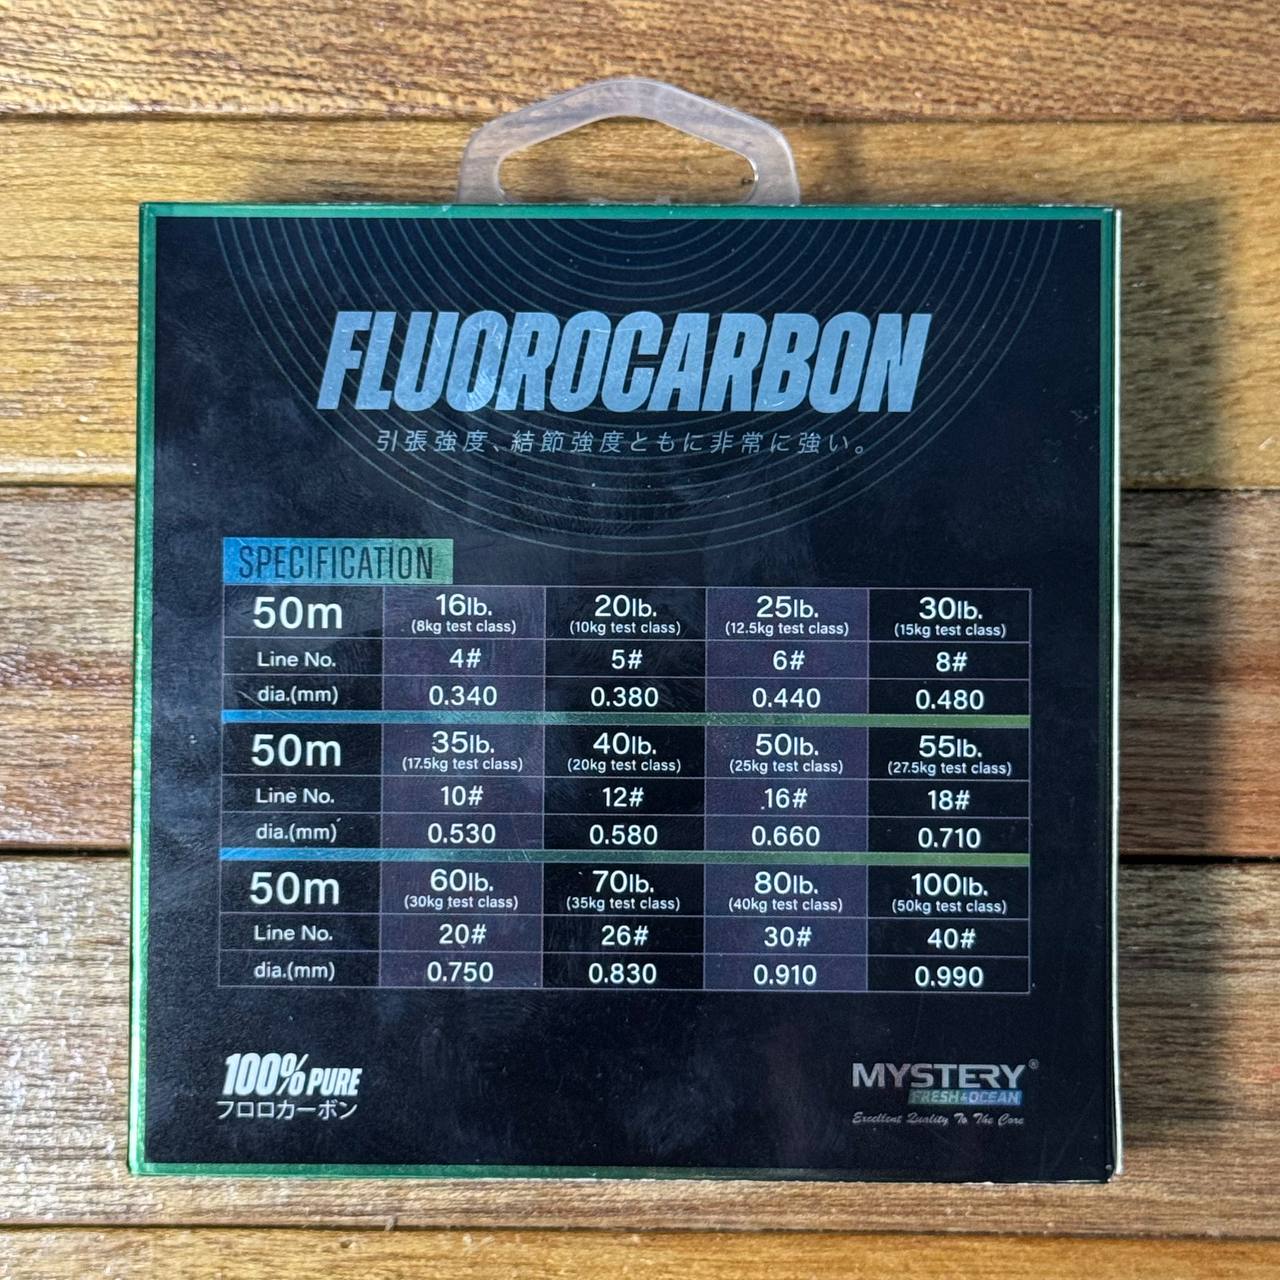 FLUOROCARBON
引張強度、結節強度ともに非常に強い。
SPECIFICATION
50m 16lb. 20lb. 25lb. 30lb.
(8kg test class) (10kg test class) (12.5kg test class) (15kg test class)
Line No. 4# 5# 6# 8#
dia.(mm) 0.340 0.380 0.440 0.480
50m 35lb. 40lb. 50lb. 55lb.
(17.5kg test class) (20kg test class) (25kg test class) (27.5kg test class)
Line No. 10# 12# 16# 18#
dia.(mm) 0.530 0.580 0.660 0.710
50m 60lb. 70lb. 80lb. 100lb.
(30kg test class) (35kg test class) (40kg test class) (50kg test class)
Line No. 20# 26# 30# 40#
dia.(mm) 0.750 0.830 0.910 0.990
100% PURE
フロロカーボン
MYSTERY®
FRESH&OCEAN
Excellent Quality To The Core